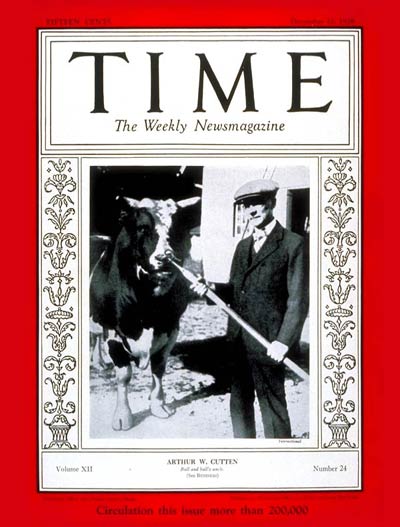 FIFTEEN CENTS
December 10, 1928
TIME
The Weekly Newsmagazine
International
ARTHUR W. CUTTEN
Bull and bull's uncle
(See BUSINESS)
Volume XII
Number 24
Circulation this issue more than 200,000